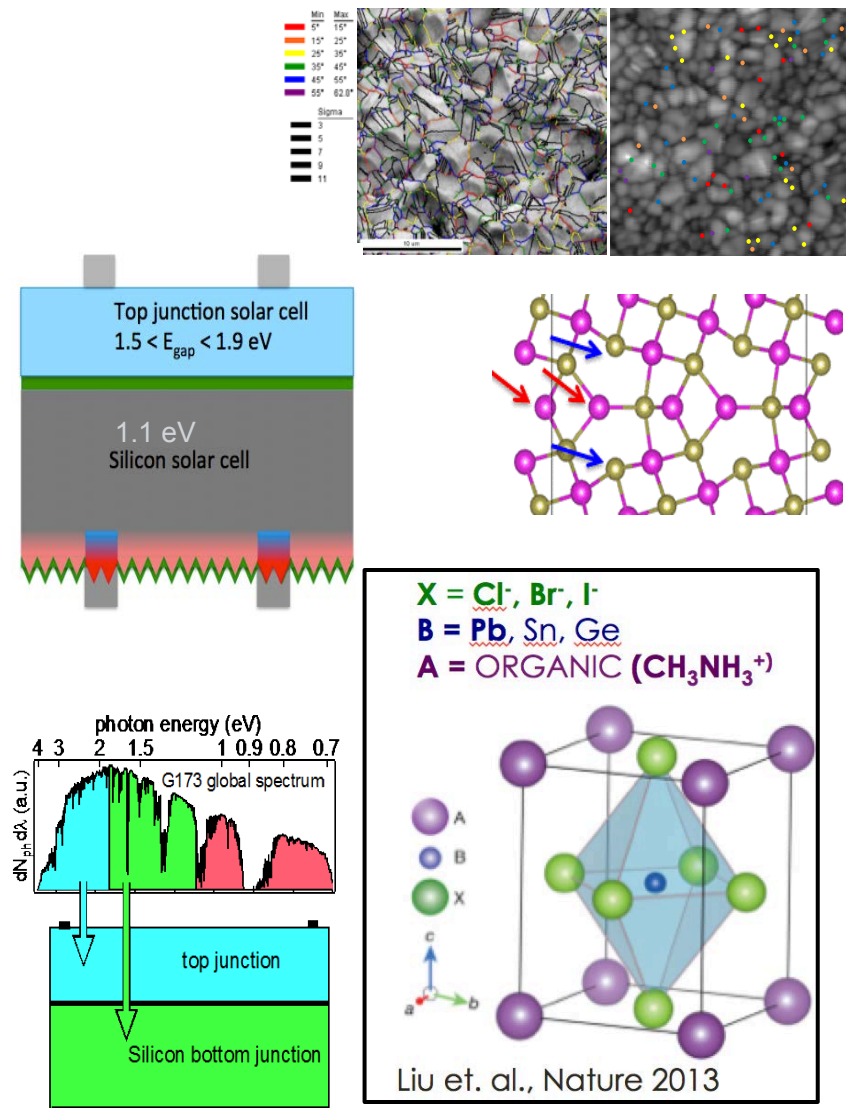 Min Max
5° 15°
15° 25°
25° 35°
35° 45°
45° 55°
55° 62.8°
Sigma
3
5
7
9
11
10 um
Top junction solar cell
1.5 < Egap < 1.9 eV
1.1 eV
Silicon solar cell
X = Cl-, Br-, I-
B = Pb, Sn, Ge
A = ORGANIC (CH3NH3+)
A
B
X
c
a
b
Liu et. al., Nature 2013
photon energy (eV)
4 3 2 1.5 1 0.9 0.8 0.7
G173 global spectrum
dNph dλ (a.u.)
top junction
Silicon bottom junction